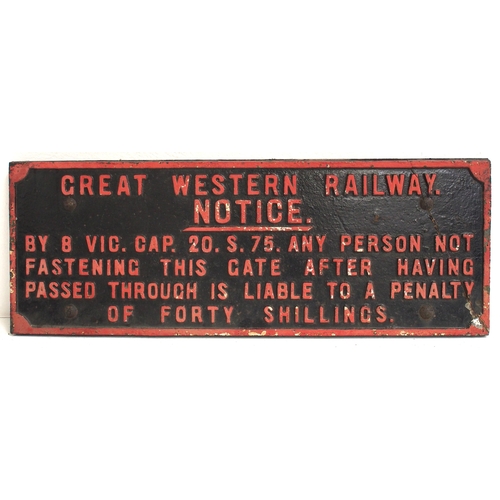 GREAT WESTERN RAILWAY.
NOTICE.
BY 8 VIC. CAP. 20. S. 75. ANY PERSON NOT
FASTENING THIS GATE AFTER HAVING
PASSED THROUGH IS LIABLE TO A PENALTY
OF FORTY SHILLINGS.